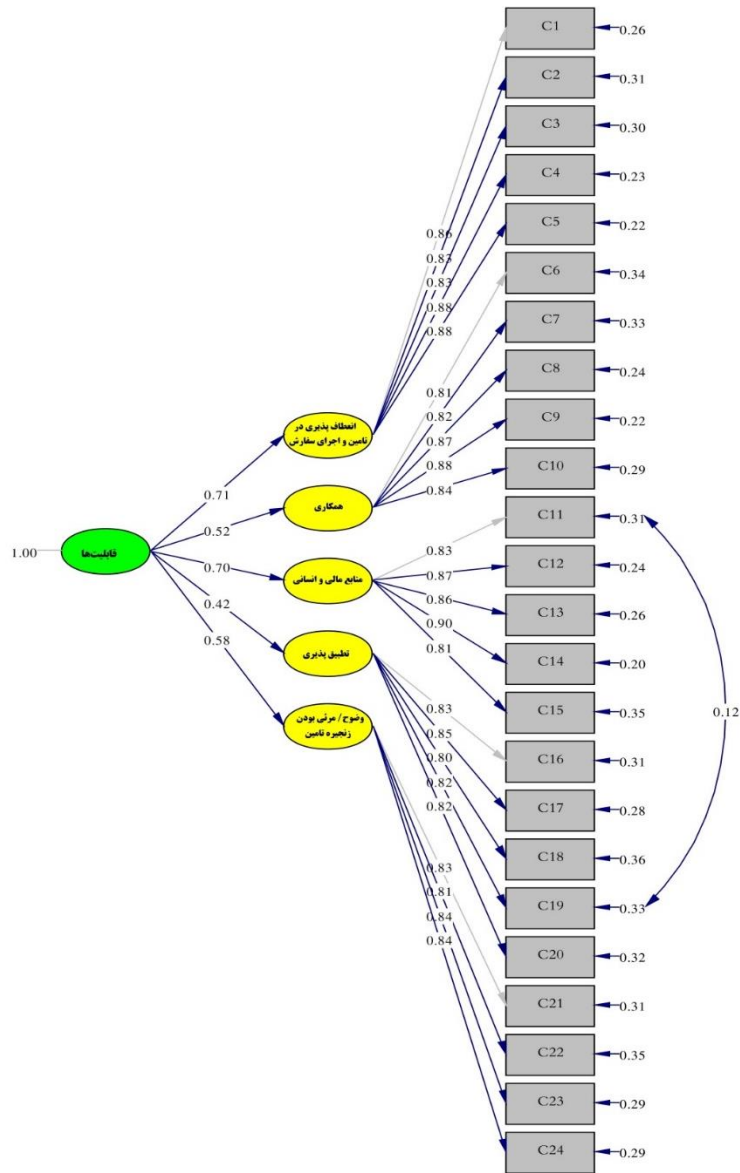 C1
0.26
C2
0.31
C3
0.30
C4
0.23
C5
0.22
C6
0.34
C7
0.33
C8
0.24
C9
0.22
C10
0.29
C11
0.31
C12
0.24
C13
0.26
C14
0.20
C15
0.35
C16
0.31
C17
0.28
C18
0.36
C19
0.33
C20
0.32
C21
0.31
C22
0.35
C23
0.29
C24
0.29
0.12
0.86
0.83
0.83
0.88
0.88
0.81
0.82
0.87
0.88
0.84
0.83
0.87
0.86
0.90
0.81
0.83
0.85
0.80
0.82
0.82
0.83
0.81
0.84
0.84
انعطاف پذیری در
تامین و اجرای سفارش
همکاری
منابع مالی و انسانی
تطبیق پذیری
وضوح / مرئی بودن
زنجیره تامین
0.71
0.52
0.70
0.42
0.58
قابلیت‌ها
1.00